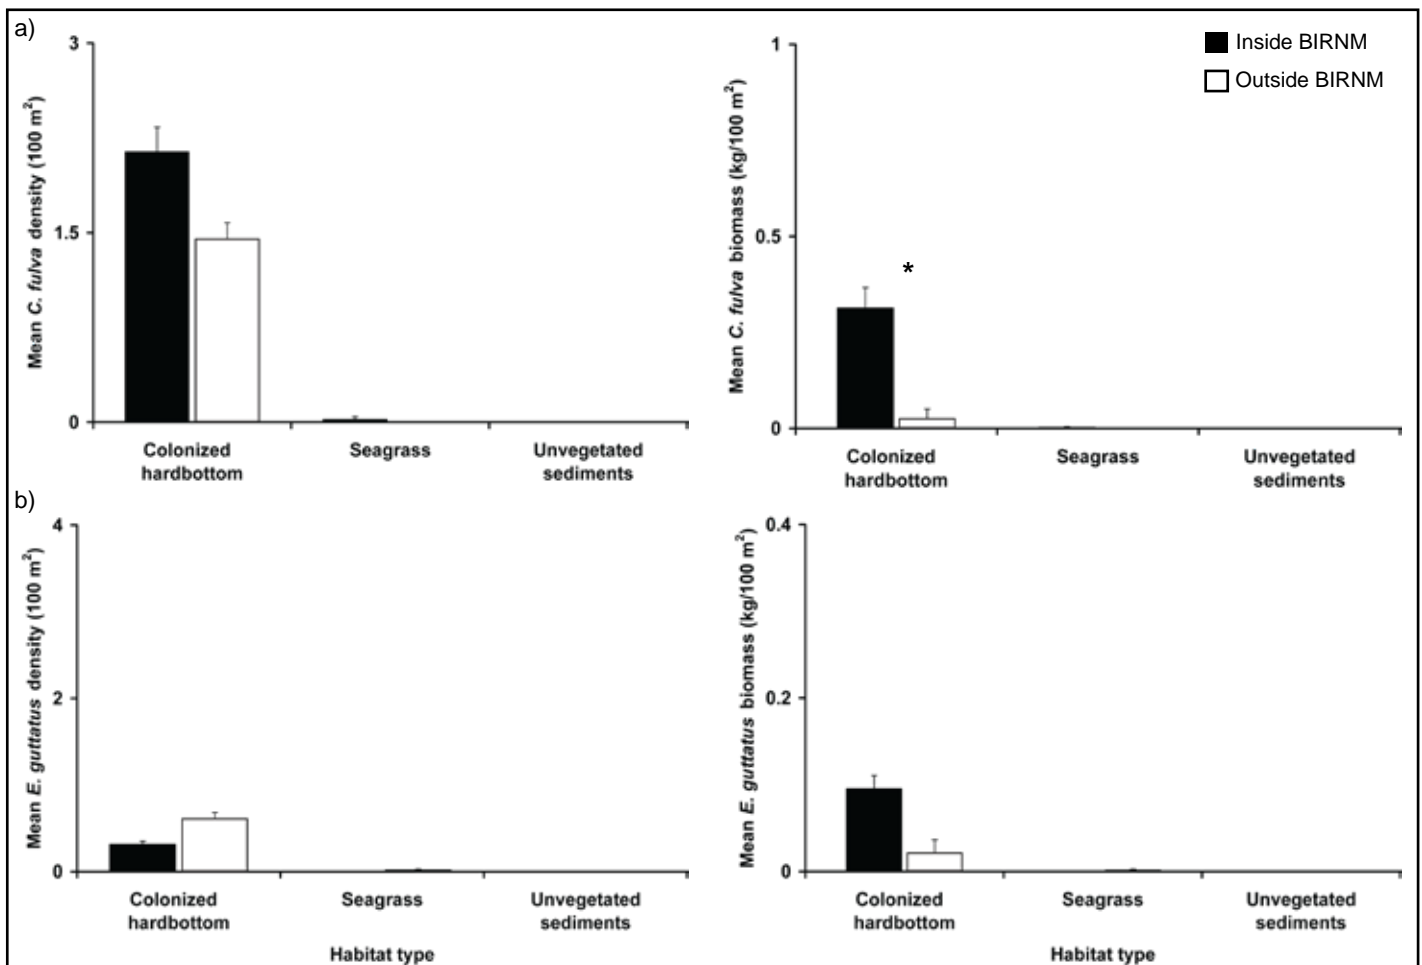 a)
Mean C. fulva density (100 m²)
3
1.5
0
Colonized
hardbottom
Seagrass
Unvegetated
sediments
Mean C. fulva biomass (kg/100 m²)
1
0.5
0
*
Colonized
hardbottom
Seagrass
Unvegetated
sediments
Inside BIRNM
Outside BIRNM
b)
Mean E. guttatus density (100 m²)
4
2
0
Colonized
hardbottom
Seagrass
Unvegetated
sediments
Habitat type
Mean E. guttatus biomass (kg/100 m²)
0.4
0.2
0
Colonized
hardbottom
Seagrass
Unvegetated
sediments
Habitat type